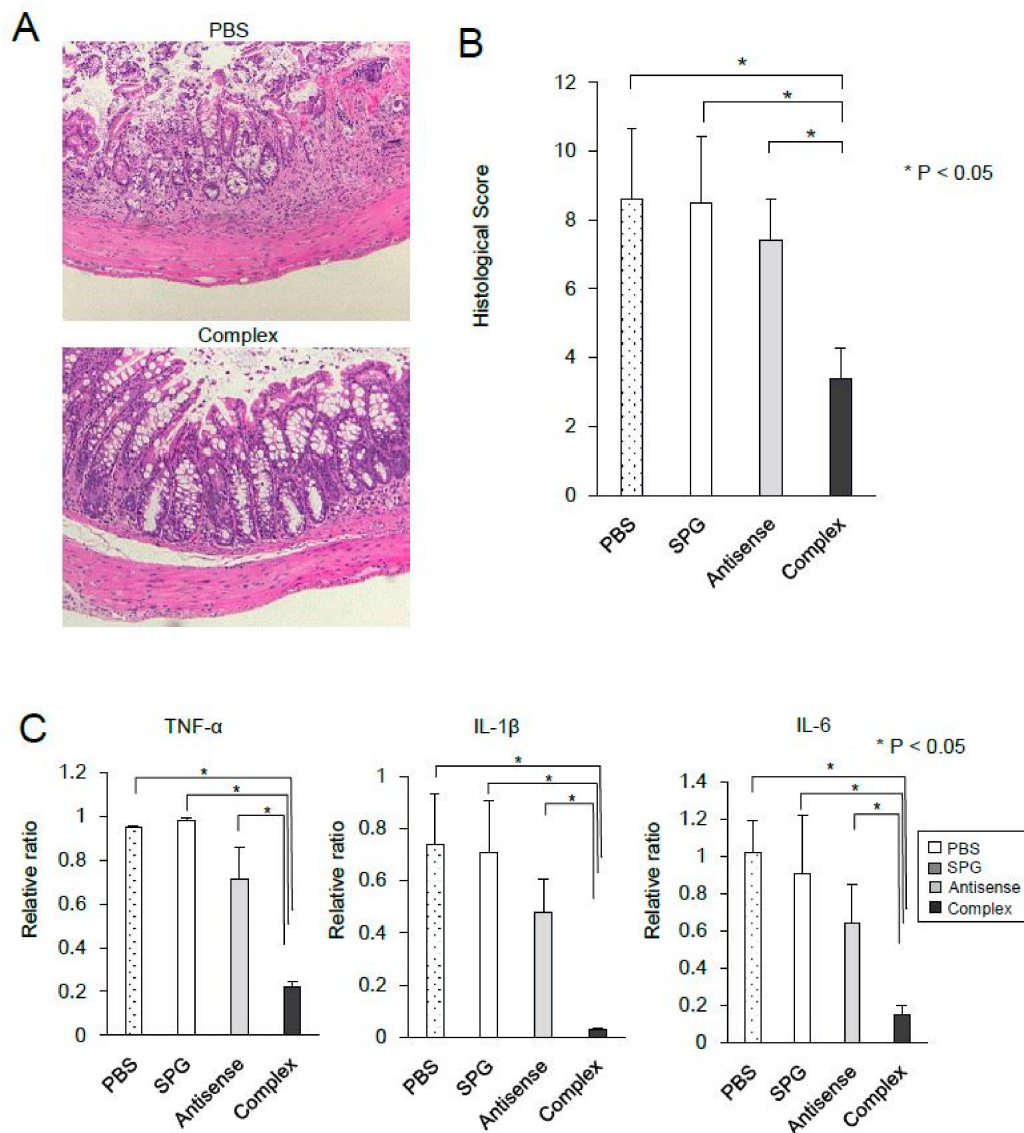 A
PBS
Complex
B
Histological Score
12
10
8
6
4
2
0
*
*
*
* P < 0.05
PBS
SPG
Antisense
Complex
C
TNF-α
Relative ratio
1.2
1
0.8
0.6
0.4
0.2
0
*
*
*
PBS
SPG
Antisense
Complex
IL-1β
Relative ratio
1
0.8
0.6
0.4
0.2
0
*
*
*
PBS
SPG
Antisense
Complex
IL-6
* P < 0.05
Relative ratio
1.4
1.2
1
0.8
0.6
0.4
0.2
0
*
*
*
PBS
SPG
Antisense
Complex
PBS
SPG
Antisense
Complex